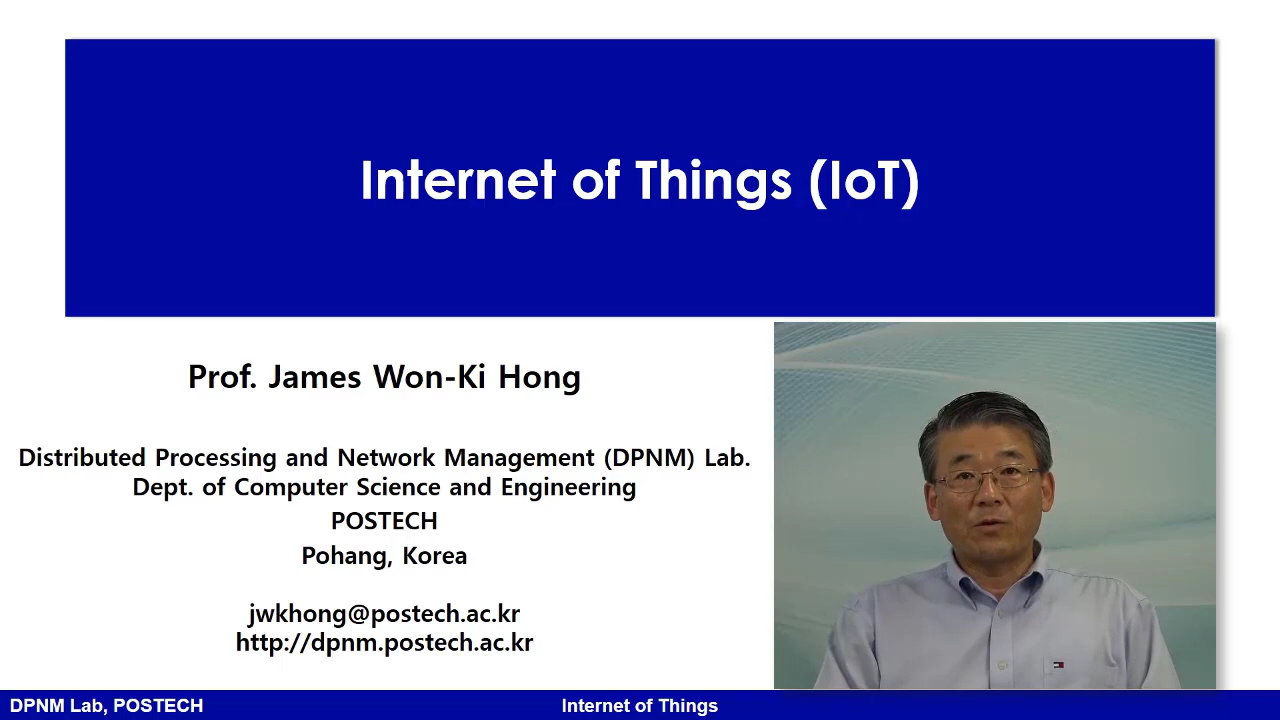 Internet of Things (IoT)
Prof. James Won-Ki Hong
Distributed Processing and Network Management (DPNM) Lab.
Dept. of Computer Science and Engineering
POSTECH
Pohang, Korea
jwkhong@postech.ac.kr
http://dpnm.postech.ac.kr
DPNM Lab, POSTECH
Internet of Things